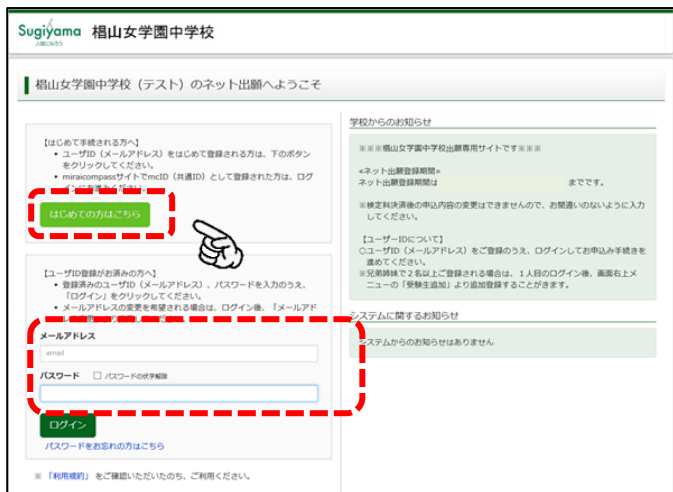 Sugiyama
人間になろう
椙山女学園中学校
椙山女学園中学校（テスト）のネット出願へようこそ
【はじめて手続される方へ】
• ユーザID（メールアドレス）をはじめて登録される方は、下のボタン
をクリックしてください。
• miraicompassサイトでmcID（共通ID）として登録された方は、ログ
インにお進みください。
はじめての方はこちら
【ユーザID登録がお済みの方へ】
• 登録済みのユーザID（メールアドレス）、パスワードを入力のうえ、
「ログイン」をクリックしてください。
• メールアドレスの変更を希望される場合は、ログイン後、「メールアド
メールアドレス
email
パスワード
パスワードの伏字解除
ログイン
パスワードをお忘れの方はこちら
※ 「利用規約」 をご確認いただいたのち、ご利用ください。
学校からのお知らせ
※※※椙山女学園中学校出願専用サイトです※※※
«ネット出願登録期間»
ネット出願登録期間は までです。
※検定料決済後の申込内容の変更はできませんので、お間違いのないように入力
してください。
【ユーザーIDについて】
○ユーザID（メールアドレス）をご登録のうえ、ログインしてお申込み手続きを
進めてください。
※兄弟姉妹で２名以上ご登録される場合は、１人目のログイン後、画面右上メ
ニューの「受験生追加」より追加登録することができます。
システムに関するお知らせ
システムからのお知らせはありません